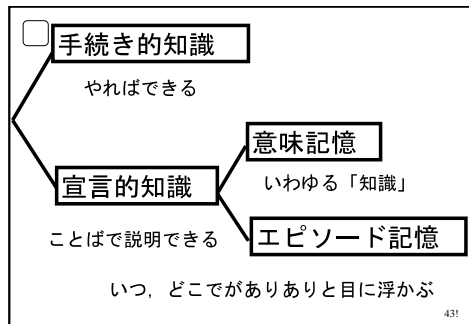 手続き的知識
やればできる
意味記憶
いわゆる「知識」
宣言的知識
ことばで説明できる
エピソード記憶
いつ，どこでがありありと目に浮かぶ
43!